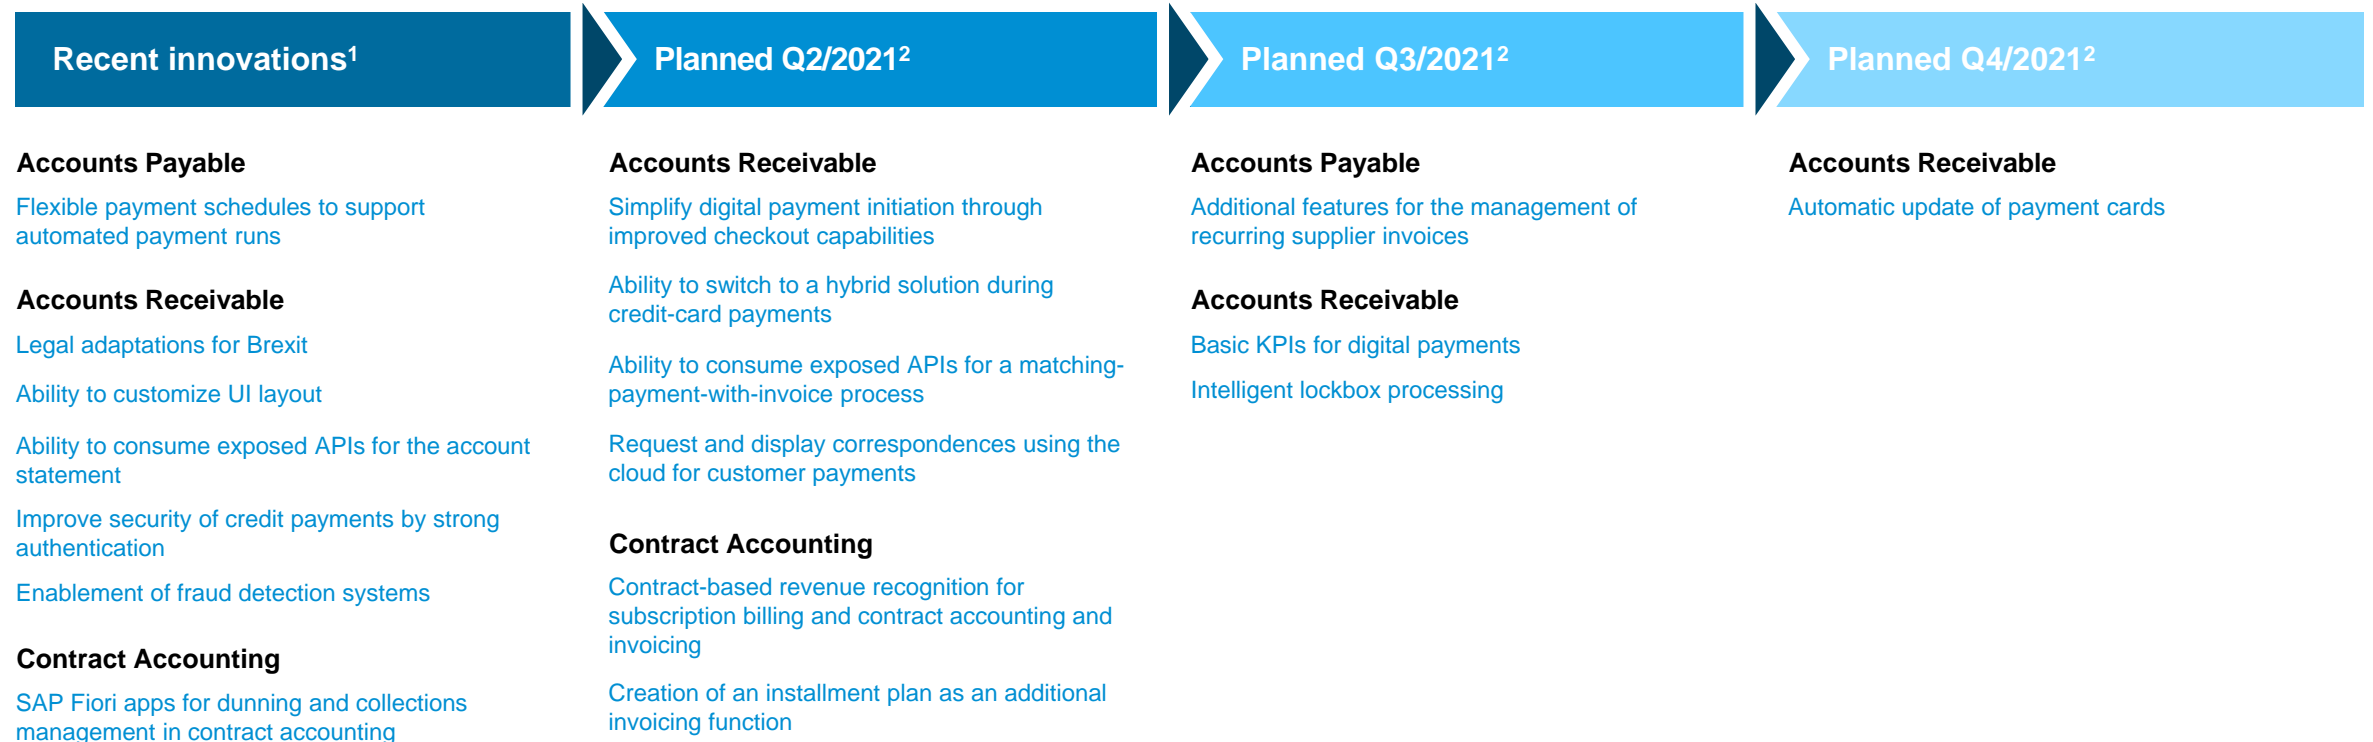 Recent innovations1
Planned Q2/20212
Planned Q3/20212
Planned Q4/20212
Accounts Payable
Flexible payment schedules to support
automated payment runs
Accounts Receivable
Legal adaptations for Brexit
Ability to customize UI layout
Ability to consume exposed APIs for the account
statement
Improve security of credit payments by strong
authentication
Enablement of fraud detection systems
Contract Accounting
SAP Fiori apps for dunning and collections
management in contract accounting
Accounts Receivable
Simplify digital payment initiation through
improved checkout capabilities
Ability to switch to a hybrid solution during
credit-card payments
Ability to consume exposed APIs for a matching-
payment-with-invoice process
Request and display correspondences using the
cloud for customer payments
Contract Accounting
Contract-based revenue recognition for
subscription billing and contract accounting and
invoicing
Creation of an installment plan as an additional
invoicing function
Accounts Payable
Additional features for the management of
recurring supplier invoices
Accounts Receivable
Basic KPIs for digital payments
Intelligent lockbox processing
Accounts Receivable
Automatic update of payment cards